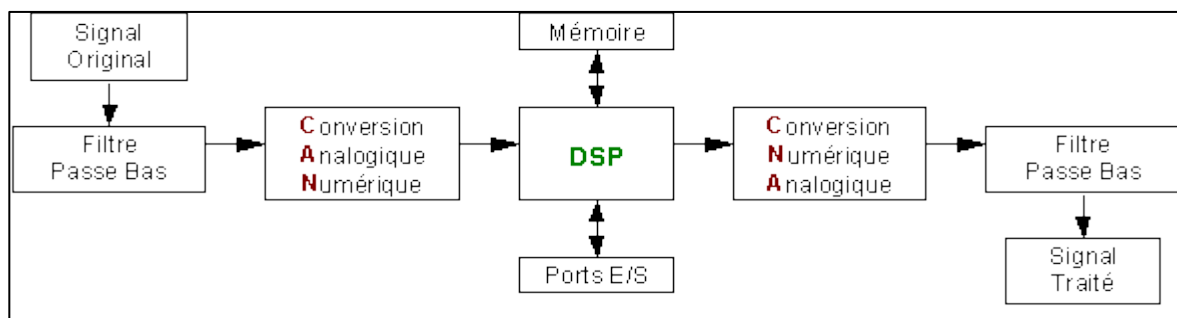 Signal
Original
Filtre
Passe Bas
Conversion
Analogique
Numérique
Mémoire
DSP
Ports E/S
Conversion
Numérique
Analogique
Filtre
Passe Bas
Signal
Traité